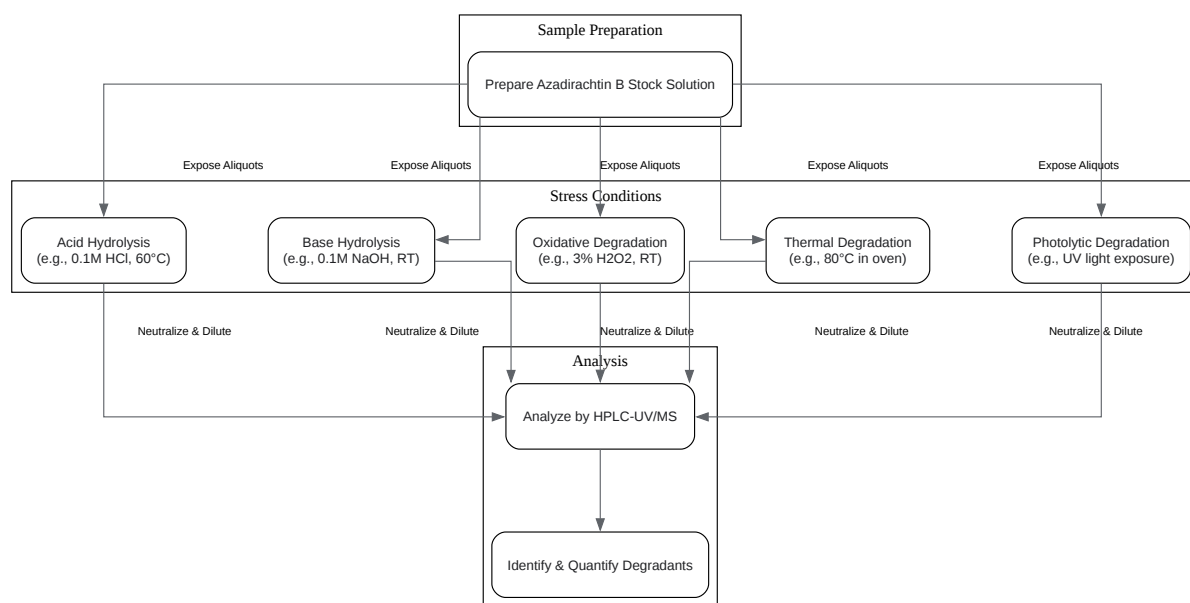 Sample Preparation
Prepare Azadirachtin B Stock Solution
Expose Aliquots
Expose Aliquots
Expose Aliquots
Expose Aliquots
Expose Aliquots
Stress Conditions
Acid Hydrolysis
(e.g., 0.1M HCl, 60°C)
Base Hydrolysis
(e.g., 0.1M NaOH, RT)
Oxidative Degradation
(e.g., 3% H2O2, RT)
Thermal Degradation
(e.g., 80°C in oven)
Photolytic Degradation
(e.g., UV light exposure)
Neutralize & Dilute
Neutralize & Dilute
Neutralize & Dilute
Neutralize & Dilute
Neutralize & Dilute
Analysis
Analyze by HPLC-UV/MS
Identify & Quantify Degradants